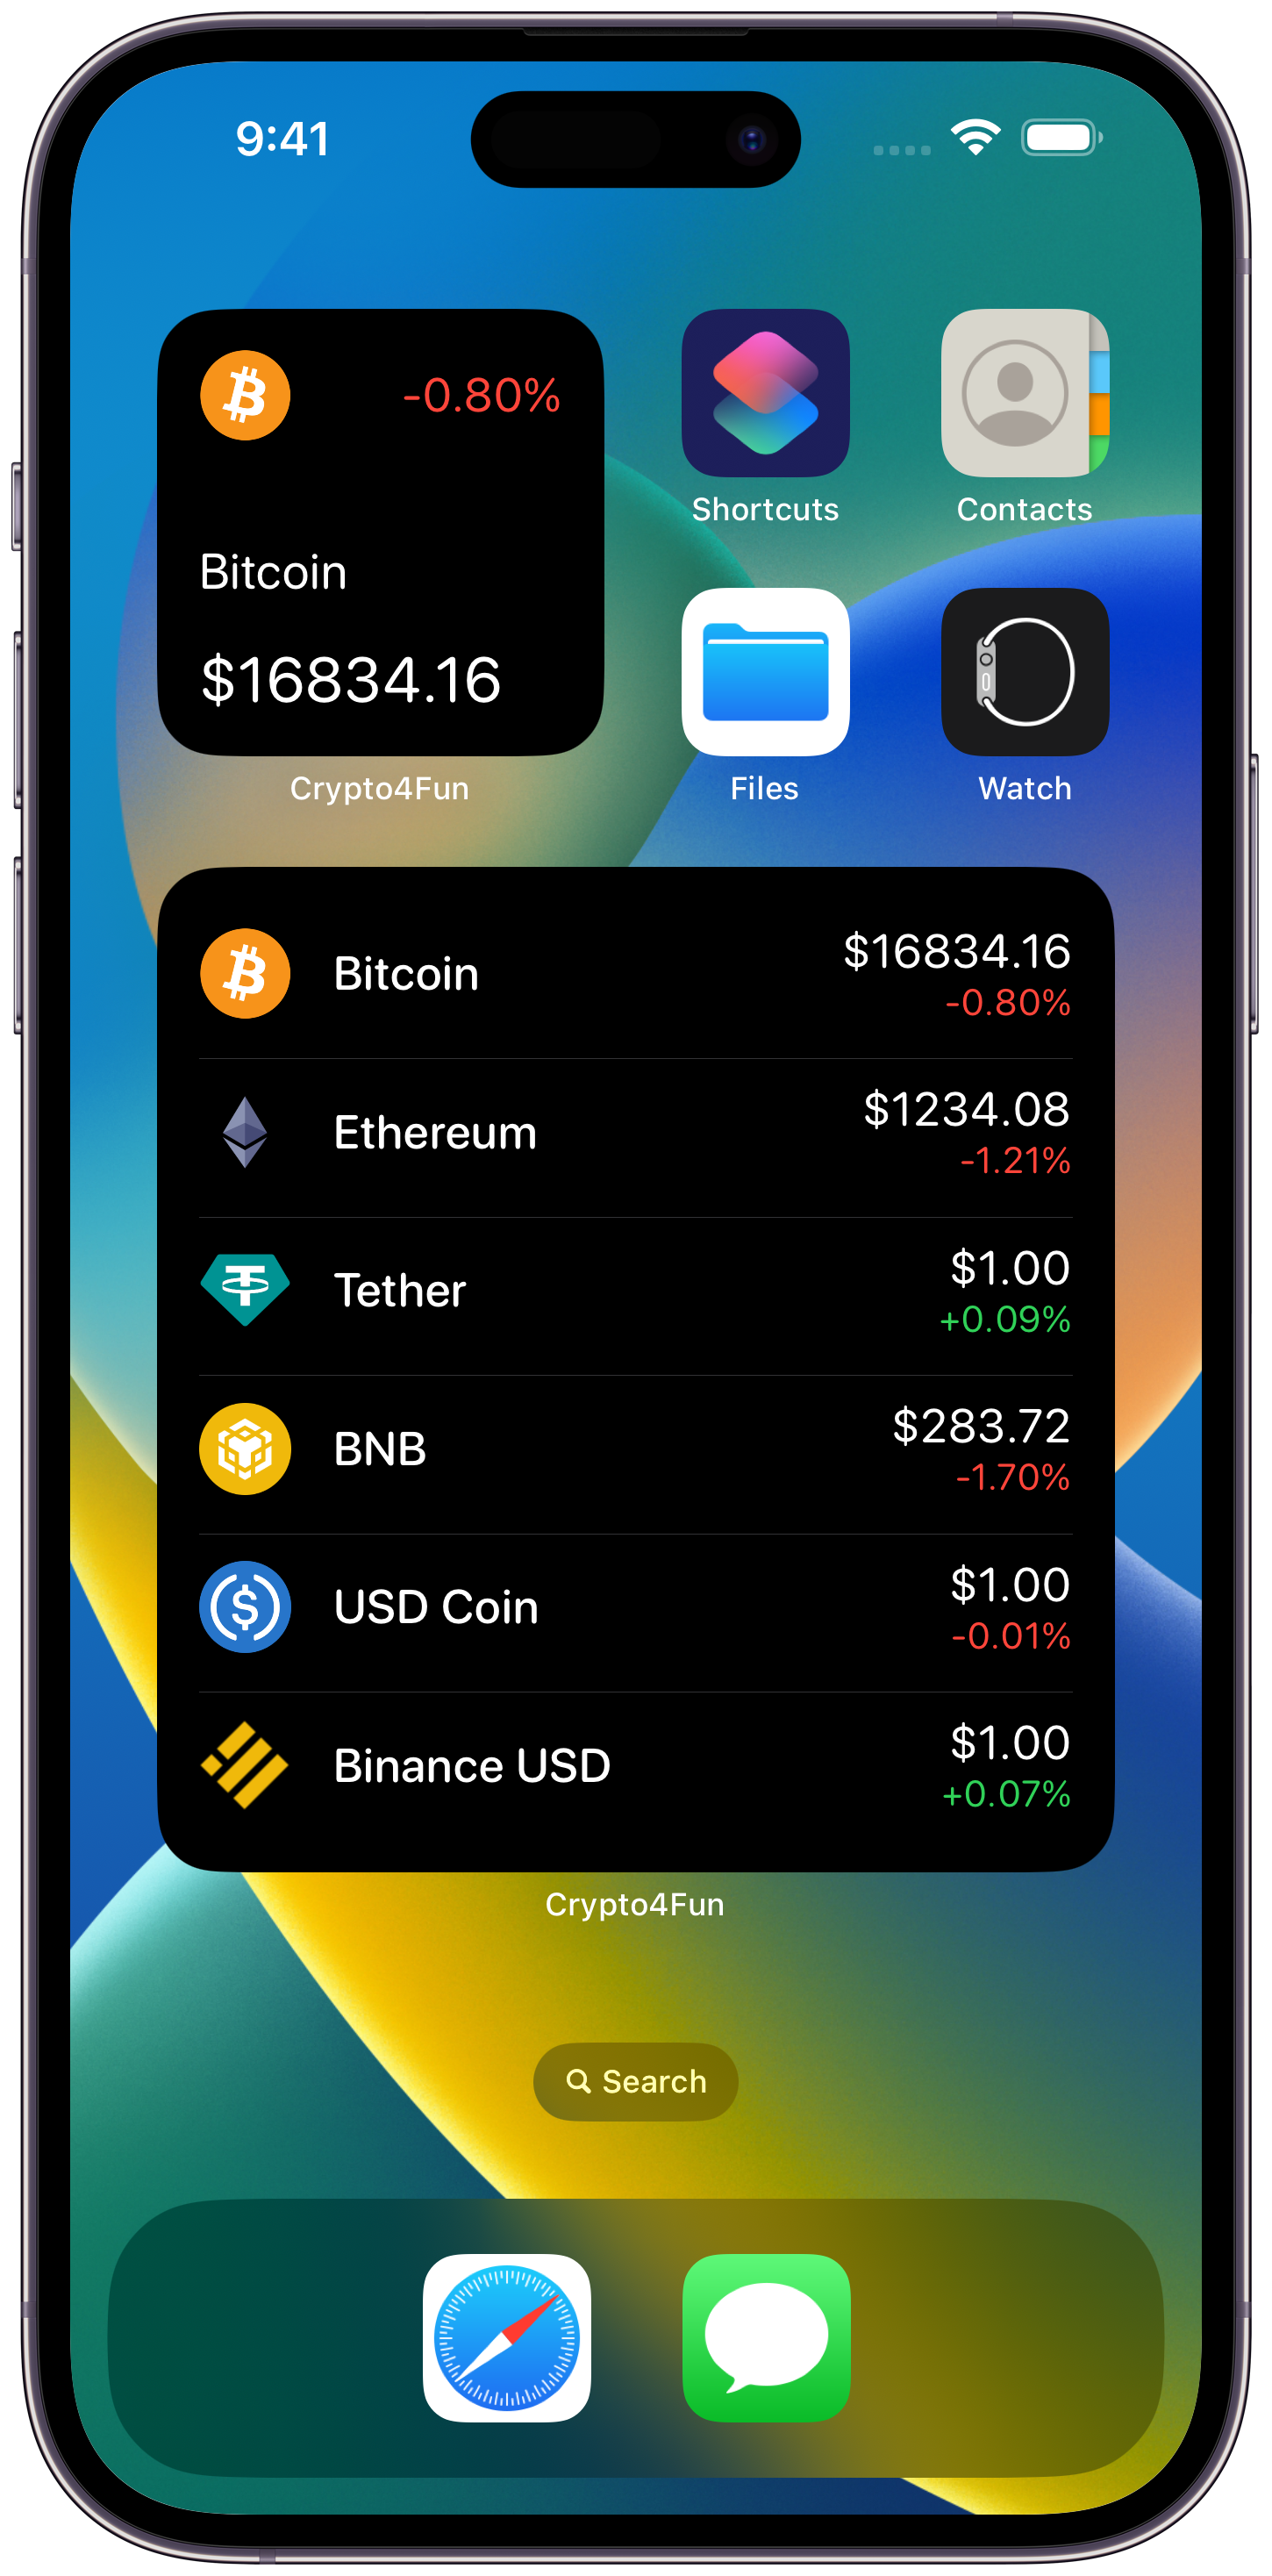 9:41
-0.80%
Bitcoin
$16834.16
Crypto4Fun
Shortcuts
Contacts
Files
Watch
Bitcoin
$16834.16
-0.80%
Ethereum
$1234.08
-1.21%
Tether
$1.00
+0.09%
BNB
$283.72
-1.70%
USD Coin
$1.00
-0.01%
Binance USD
$1.00
+0.07%
Crypto4Fun
Search